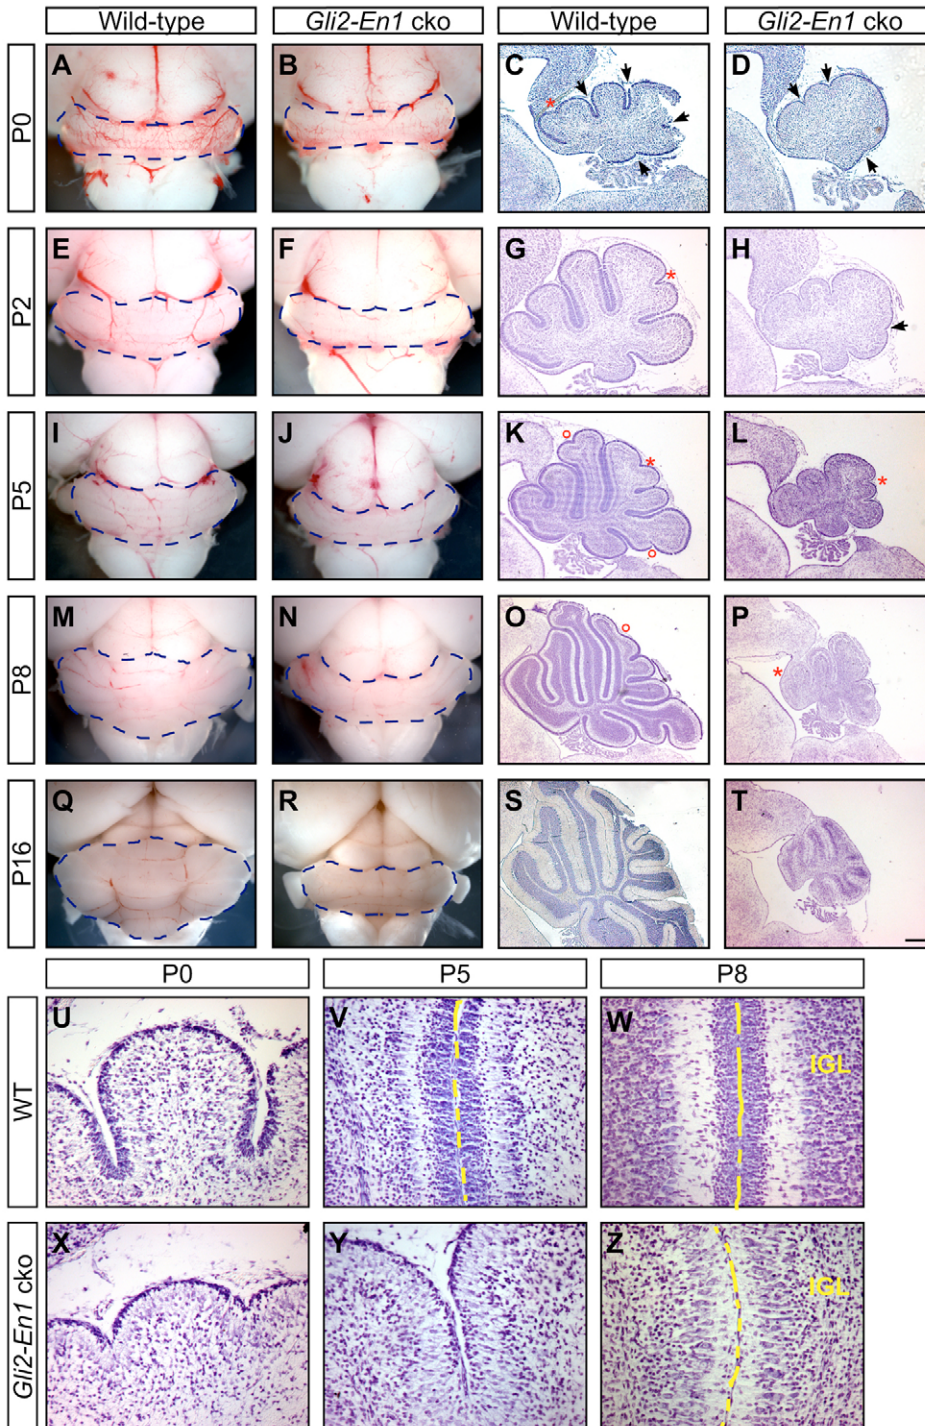 Wild-type Gli2-En1 cko Wild-type Gli2-En1 cko
P0 A B C * D
P2 E F G * H
P5 I J K * L *
P8 M N O P *
P16 Q R S T
P0 P5 P8
WT U V W IGL
Gli2-En1 cko X Y Z IGL